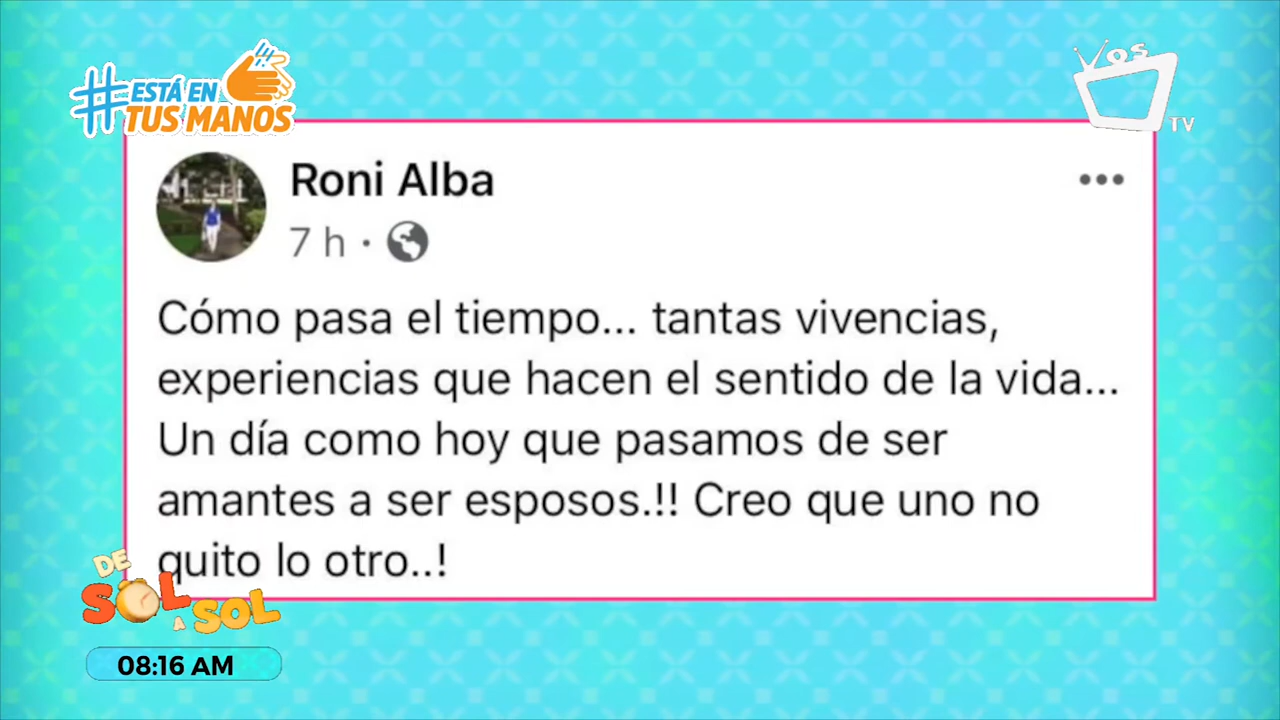 #ESTÁ EN
TUS MANOS
VOS
TV
Roni Alba
7 h ·
Cómo pasa el tiempo... tantas vivencias,
experiencias que hacen el sentido de la vida...
Un día como hoy que pasamos de ser
amantes a ser esposos.!! Creo que uno no
quito lo otro..!
DE
SOL
A
SOL
08:16 AM